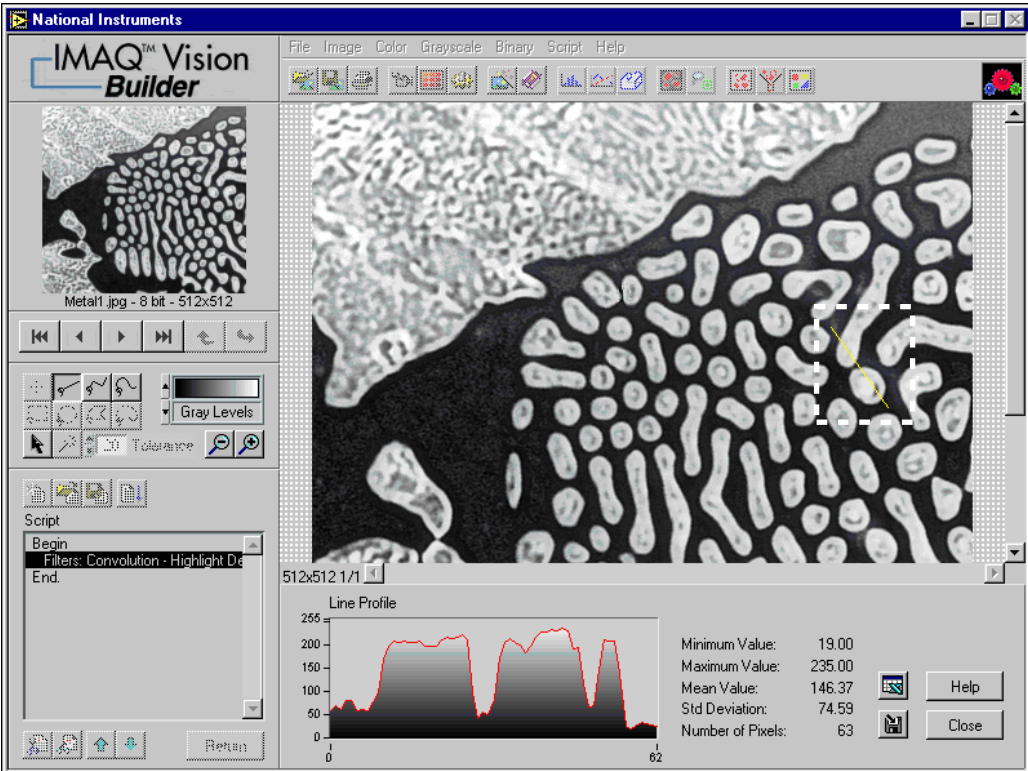 National Instruments
IMAQ™ Vision
Builder
File Image Color Grayscale Binary Script Help
Metal1.jpg - 8 bit - 512x512
Gray Levels
20 Tolerance
Script
Begin
Filters: Convolution - Highlight De
End.
Return
512x512 1/1
Line Profile
255
200
150
100
50
0
0
62
Minimum Value: 19.00
Maximum Value: 235.00
Mean Value: 146.37
Std Deviation: 74.59
Number of Pixels: 63
Help
Close